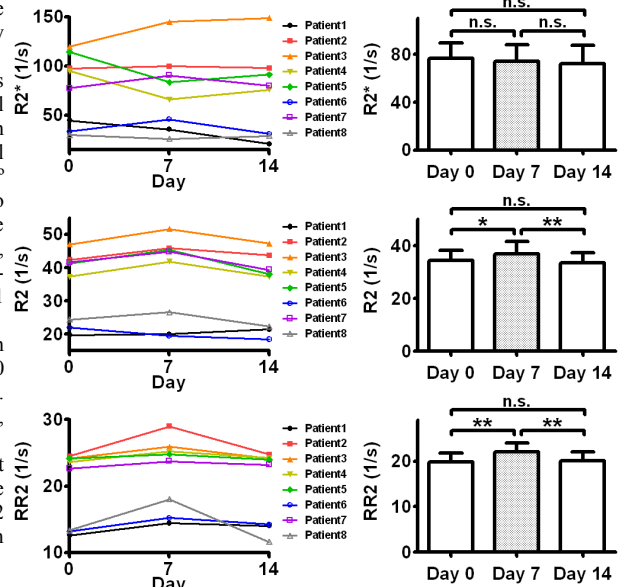 150
100
50
R2* (1/s)
0 7 14
Day
Patient1
Patient2
Patient3
Patient4
Patient5
Patient6
Patient7
Patient8
n.s.
n.s. n.s.
80
40
0
R2* (1/s)
Day 0 Day 7 Day 14
50
40
30
20
R2 (1/s)
0 7 14
Day
Patient1
Patient2
Patient3
Patient4
Patient5
Patient6
Patient7
Patient8
n.s.
* **
40
20
0
R2 (1/s)
Day 0 Day 7 Day 14
30
20
10
RR2 (1/s)
0 7 14
Day
Patient1
Patient2
Patient3
Patient4
Patient5
Patient6
Patient7
Patient8
n.s.
** **
20
10
0
RR2 (1/s)
Day 0 Day 7 Day 14